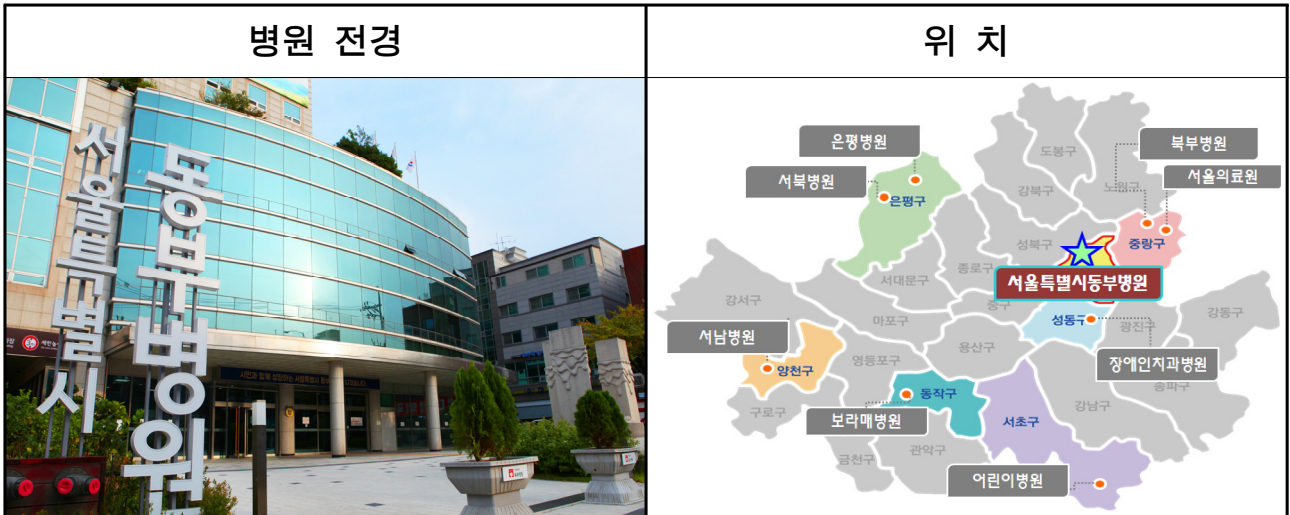 병원 전경
위 치
서울특별시
동부병원
은평병원
서북병원
북부병원
서울의료원
도봉구
강북구
노원구
은평구
성북구
중랑구
서대문구
종로구
서울특별시동부병원
강서구
중구
마포구
성동구
광진구
강동구
서남병원
용산구
영등포구
양천구
장애인치과병원
송파구
동작구
강남구
구로구
보라매병원
서초구
관악구
금천구
어린이병원